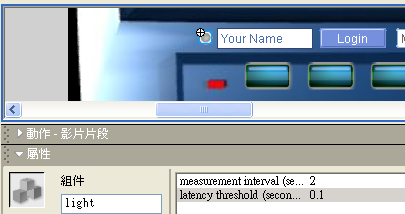 Your Name Login
動作 - 影片片段
屬性
組件
light
measurement interval (se... 2
latency threshold (secon... 0.1